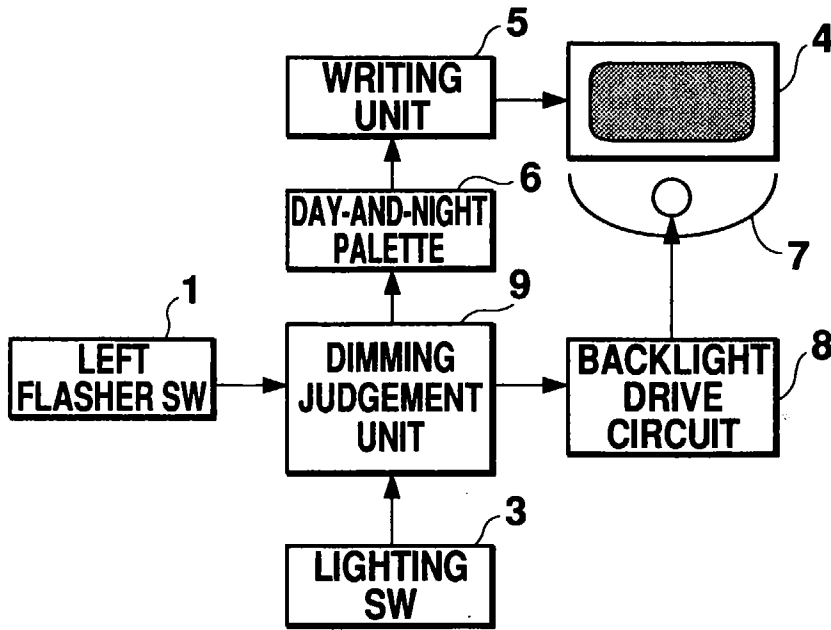 5
4
WRITING
UNIT
6
DAY-AND-NIGHT
PALETTE
7
1
9
LEFT
FLASHER SW
DIMMING
JUDGEMENT
UNIT
BACKLIGHT
DRIVE
CIRCUIT
8
3
LIGHTING
SW